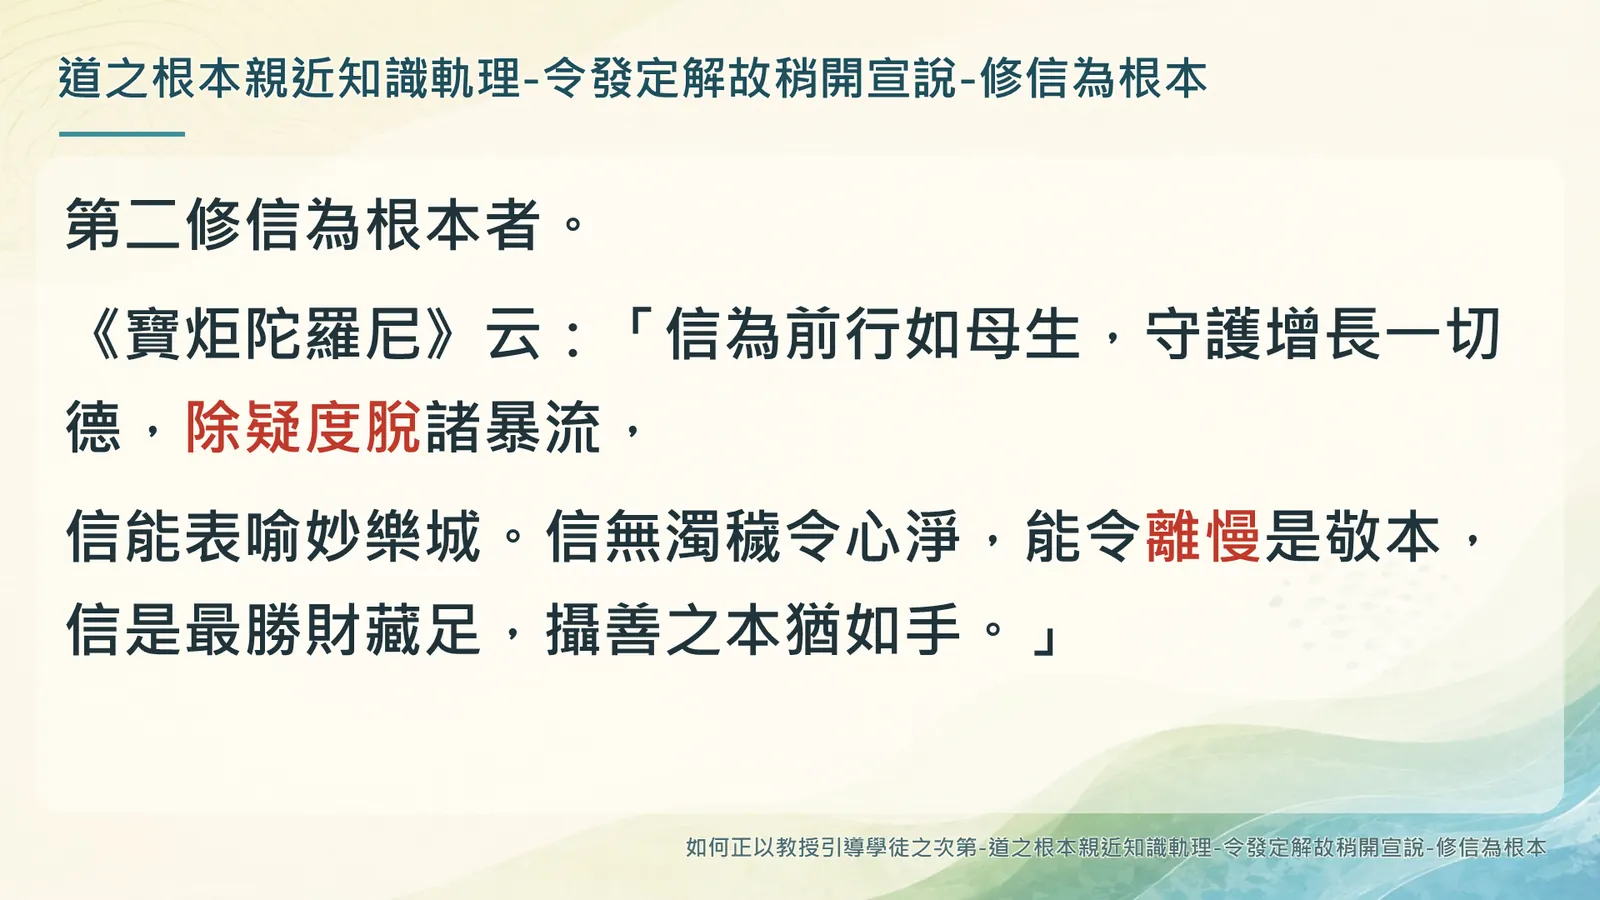 道之根本親近知識軌理-令發定解故稍開宣說-修信為根本
第二修信為根本者。
《寶炬陀羅尼》云：「信為前行如母生，守護增長一切
德，除疑度脫諸暴流，
信能表喻妙樂城。信無濁穢令心淨，能令離慢是敬本，
信是最勝財藏足，攝善之本猶如手。」
如何正以教授引導學徒之次第-道之根本親近知識軌理-令發定解故稍開宣說-修信為根本